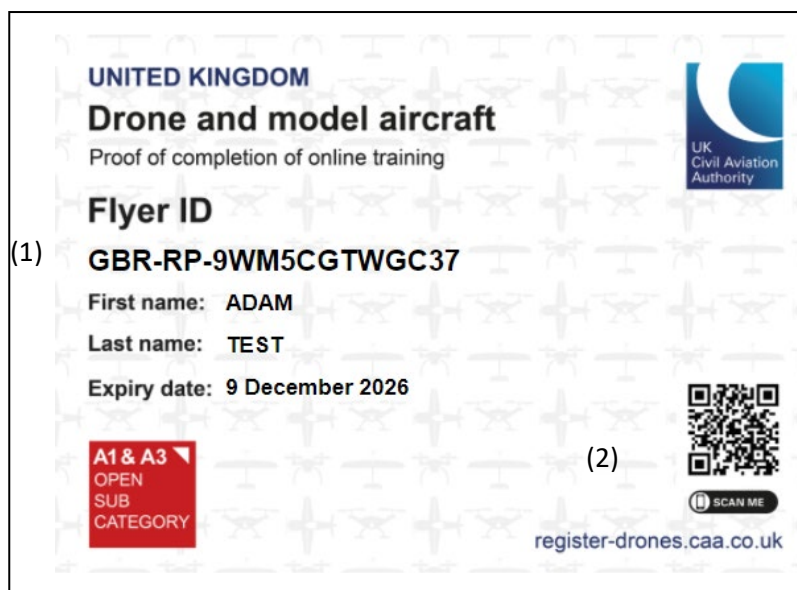 UNITED KINGDOM
Drone and model aircraft
Proof of completion of online training
UK
Civil Aviation
Authority
Flyer ID
(1)
GBR-RP-9WM5CGTWGC37
First name: ADAM
Last name: TEST
Expiry date: 9 December 2026
A1 & A3
OPEN
SUB
CATEGORY
(2)
SCAN ME
register-drones.caa.co.uk